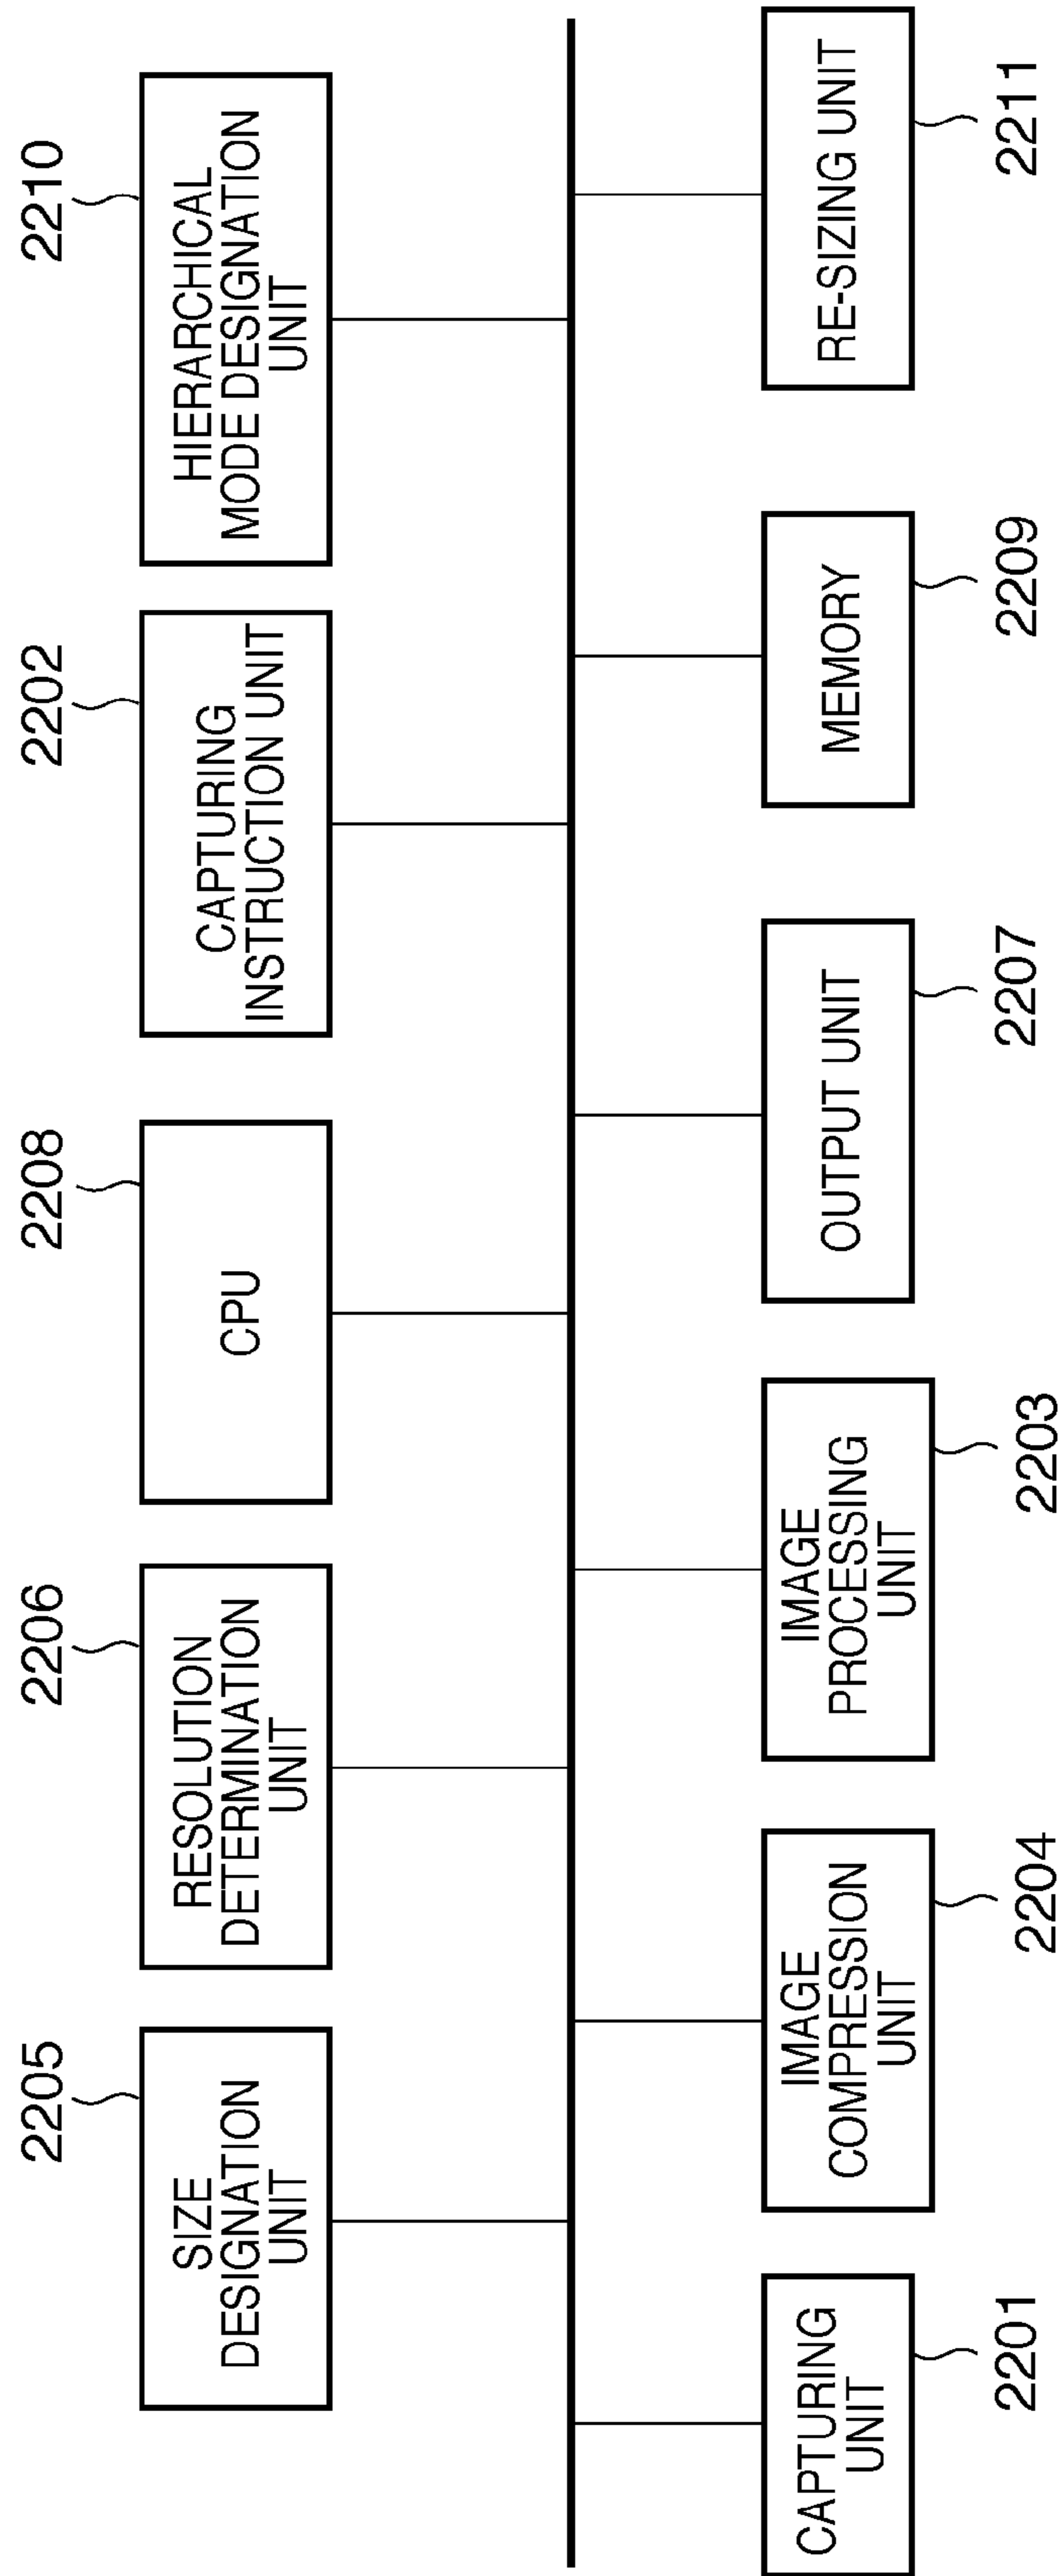 2205
SIZE
DESIGNATION
UNIT
2206
RESOLUTION
DETERMINATION
UNIT
2208
CPU
2202
CAPTURING
INSTRUCTION UNIT
2210
HIERARCHICAL
MODE DESIGNATION
UNIT
CAPTURING
UNIT
2201
IMAGE
COMPRESSION
UNIT
2204
IMAGE
PROCESSING
UNIT
2203
OUTPUT UNIT
2207
MEMORY
2209
RE-SIZING UNIT
2211